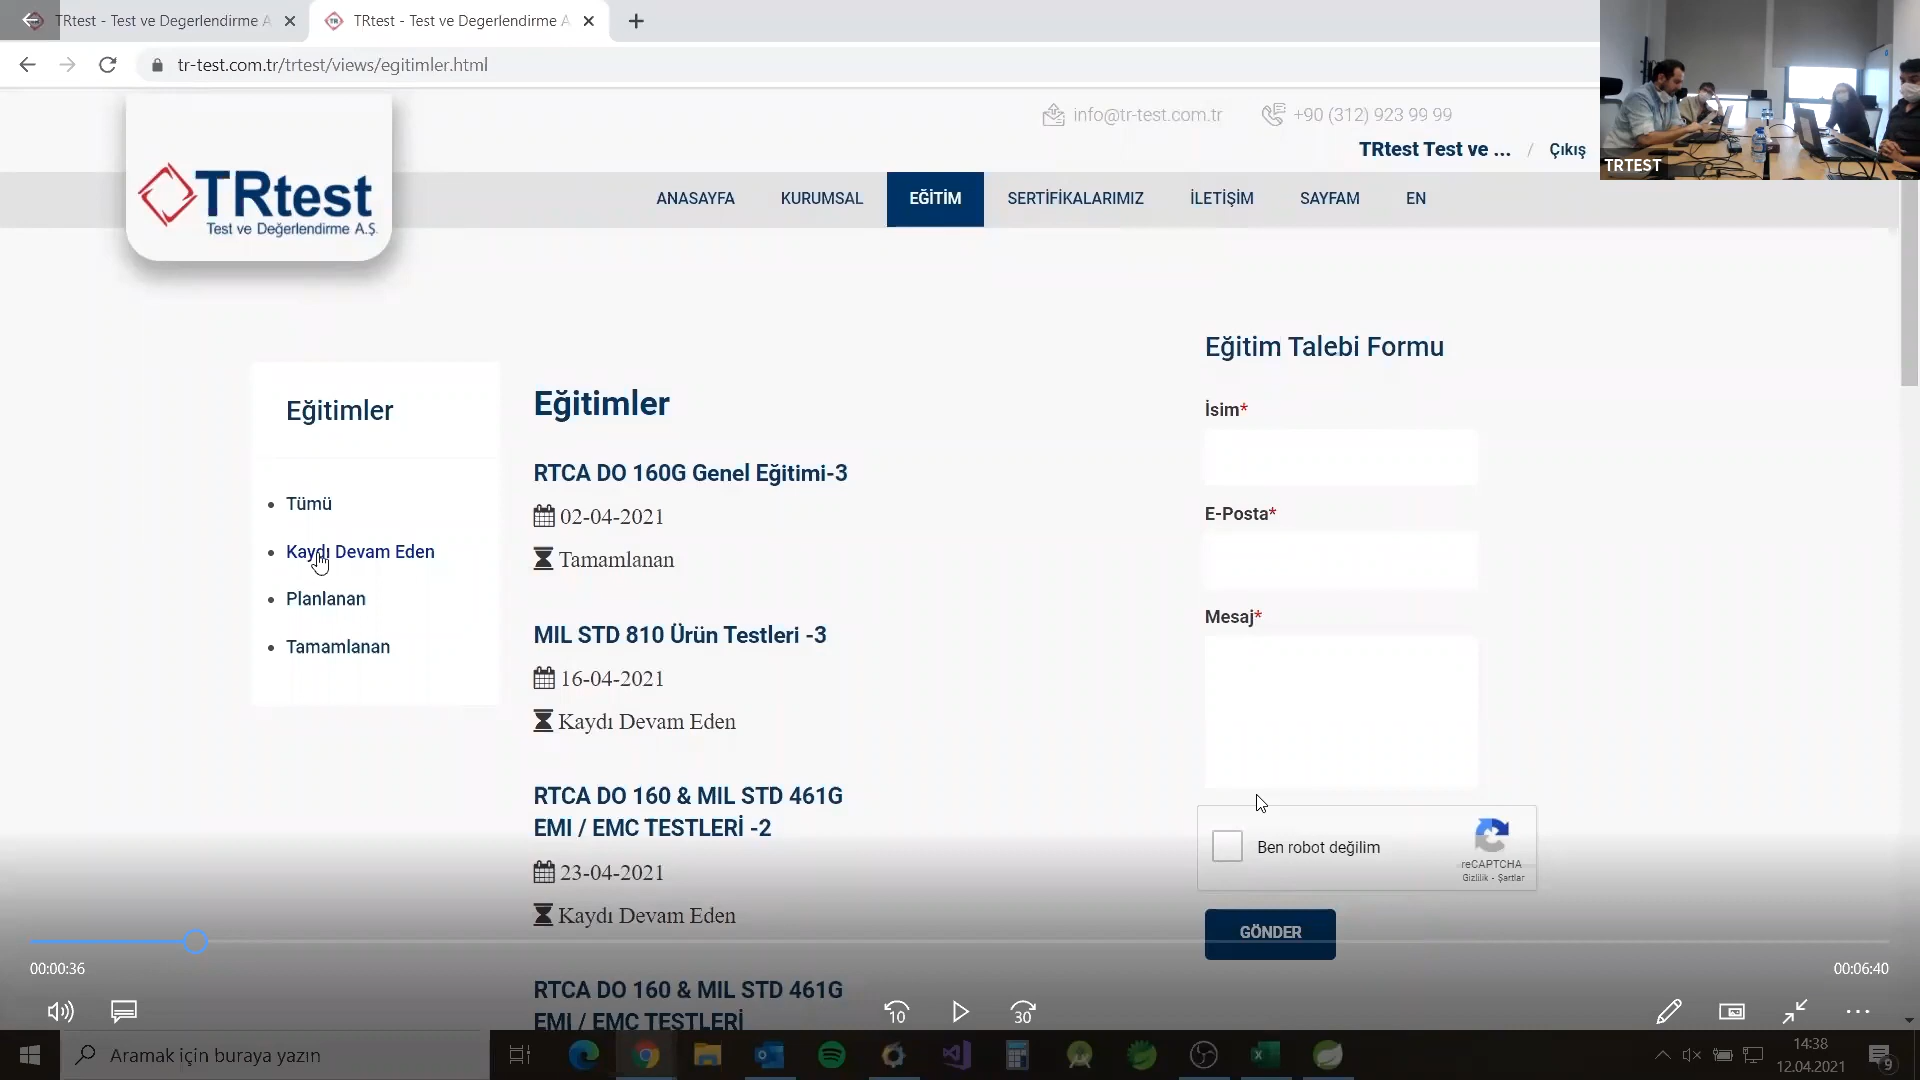 TRtest - Test ve Degerlendirme A
TRtest - Test ve Degerlendirme A
tr-test.com.tr/trtest/views/egitimler.html
info@tr-test.com.tr
+90 (312) 923 99 99
TRtest Test ve ... / Çıkış
TRTEST
TRtest
Test ve Değerlendirme A.Ş.
ANASAYFA
KURUMSAL
EĞİTİM
SERTİFİKALARIMIZ
İLETİŞİM
SAYFAM
EN
Eğitimler
Tümü
Kaydı Devam Eden
Planlanan
Tamamlanan
Eğitimler
RTCA DO 160G Genel Eğitimi-3
02-04-2021
Tamamlanan
MIL STD 810 Ürün Testleri -3
16-04-2021
Kaydı Devam Eden
RTCA DO 160 & MIL STD 461G
EMI / EMC TESTLERİ -2
23-04-2021
Kaydı Devam Eden
RTCA DO 160 & MIL STD 461G
EMI / EMC TESTLERİ
Eğitim Talebi Formu
İsim*
E-Posta*
Mesaj*
Ben robot değilim
reCAPTCHA
Gizlilik - Şartlar
GÖNDER
00:00:36
00:06:40
10
30
Aramak için buraya yazın
14:38
12.04.2021
9